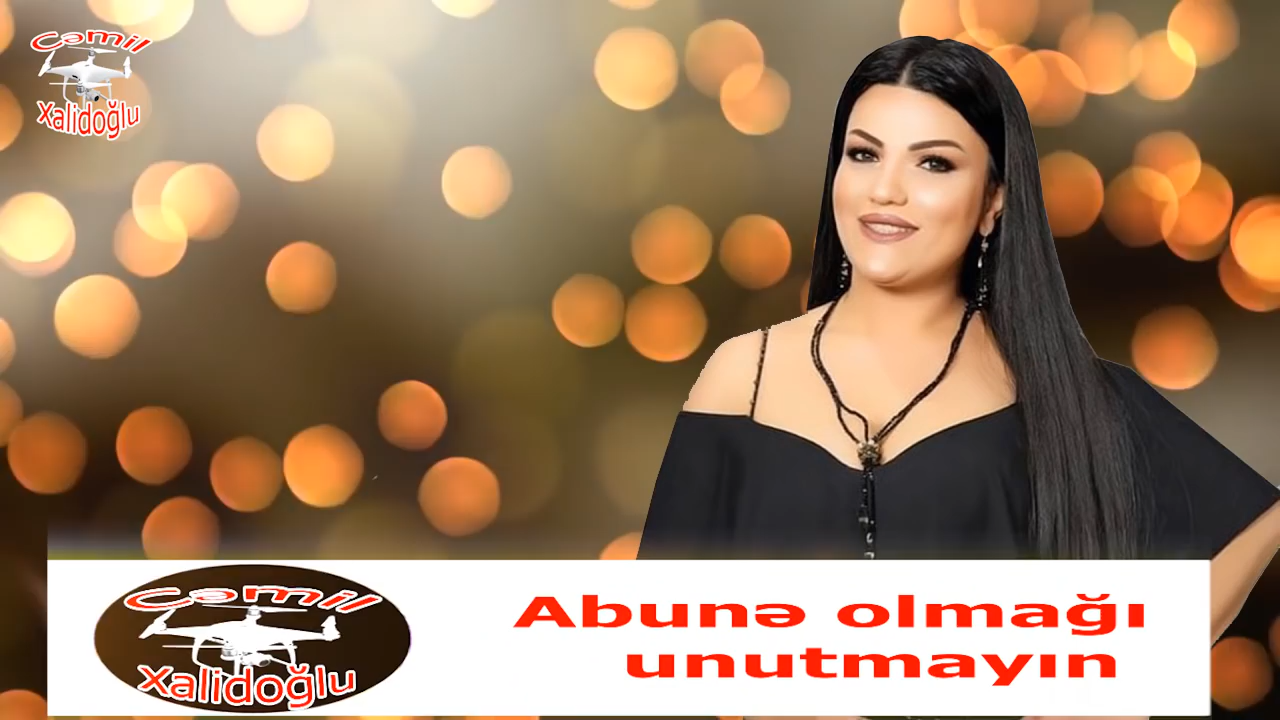 Cəmil
Xalidoğlu
Cəmil
Xalidoğlu
Abunə olmağı
unutmayın